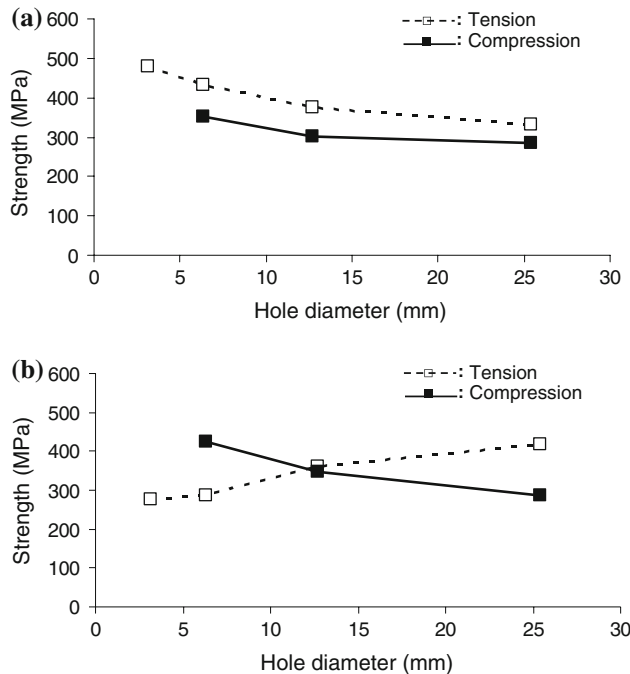 (a)
: Tension
: Compression
600
500
400
300
200
100
0
0 5 10 15 20 25 30
Strength (MPa)
Hole diameter (mm)
(b)
: Tension
: Compression
600
500
400
300
200
100
0
0 5 10 15 20 25 30
Strength (MPa)
Hole diameter (mm)